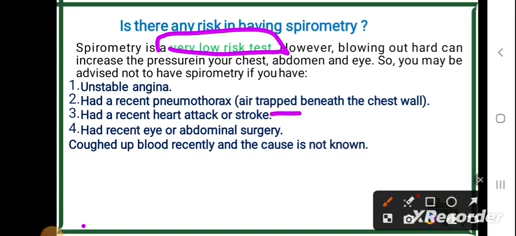 Is there any risk in having spirometry ?
Spirometry is a very low risk test. However, blowing out hard can
increase the pressurein your chest, abdomen and eye. So, you may be
advised not to have spirometry if you have:
1. Unstable angina.
2. Had a recent pneumothorax (air trapped beneath the chest wall).
3. Had a recent heart attack or stroke.
4. Had recent eye or abdominal surgery.
Coughed up blood recently and the cause is not known.
XRecorder